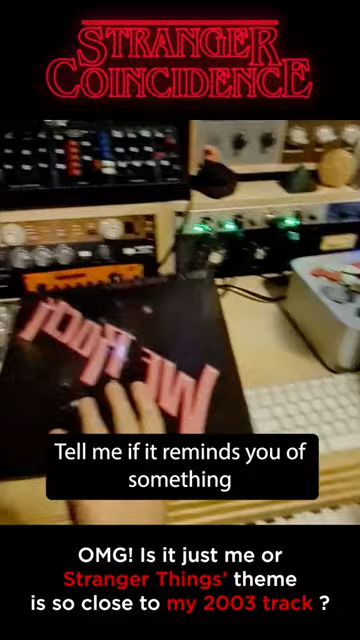 STRANGER
COINCIDENCE
Tell me if it reminds you of
something
OMG! Is it just me or
Stranger Things' theme
is so close to my 2003 track ?